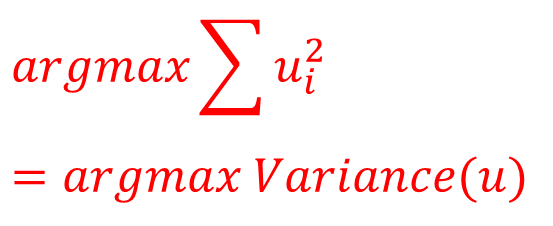 argmax ∑ u_i^2
= argmax Variance(u)